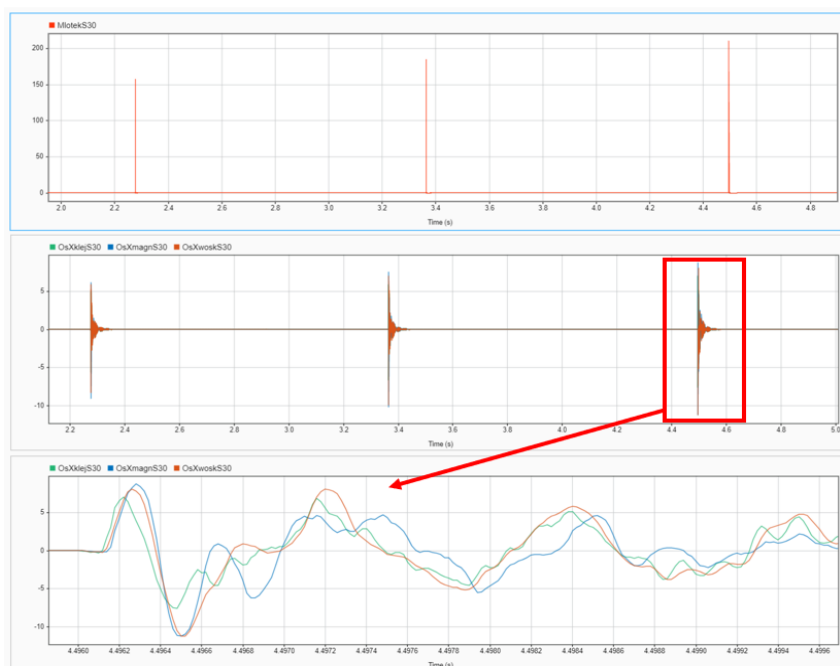 MlotekS30
200
150
100
50
0
2.0 2.2 2.4 2.6 2.8 3.0 3.2 3.4 3.6 3.8 4.0 4.2 4.4 4.6 4.8
Time (s)
OsXklejS30 OsXmagnS30 OsXwoskS30
5
0
-5
-10
2.2 2.4 2.6 2.8 3.0 3.2 3.4 3.6 3.8 4.0 4.2 4.4 4.6 4.8 5.0
Time (s)
OsXklejS30 OsXmagnS30 OsXwoskS30
5
0
-5
-10
4.4960 4.4962 4.4964 4.4966 4.4968 4.4970 4.4972 4.4974 4.4976 4.4978 4.4980 4.4982 4.4984 4.4986 4.4988 4.4990 4.4992 4.4994 4.4996
Time (s)